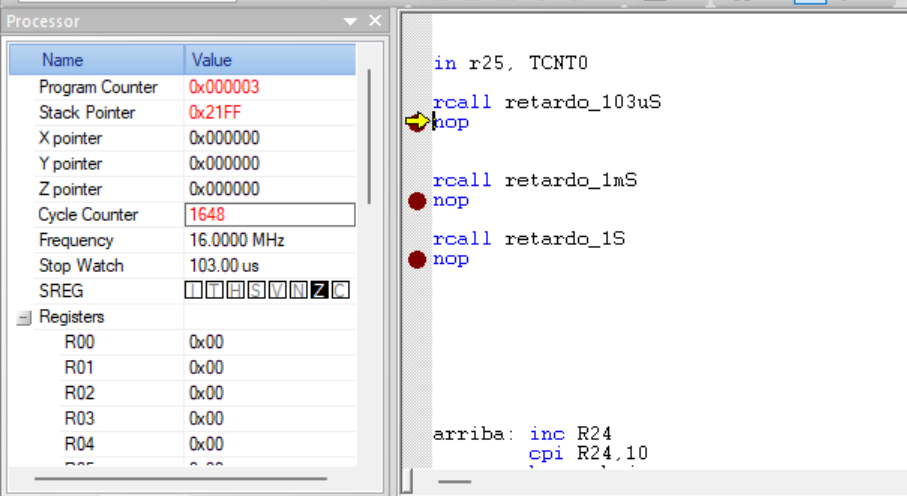 Processor
Name Value
Program Counter 0x000003
Stack Pointer 0x21FF
X pointer 0x000000
Y pointer 0x000000
Z pointer 0x000000
Cycle Counter 1648
Frequency 16.0000 MHz
Stop Watch 103.00 us
SREG I T H S V N Z C
Registers
R00 0x00
R01 0x00
R02 0x00
R03 0x00
R04 0x00
in r25, TCNT0
rcall retardo_103uS
nop
rcall retardo_1mS
nop
rcall retardo_1S
nop
arriba: inc R24
cpi R24,10